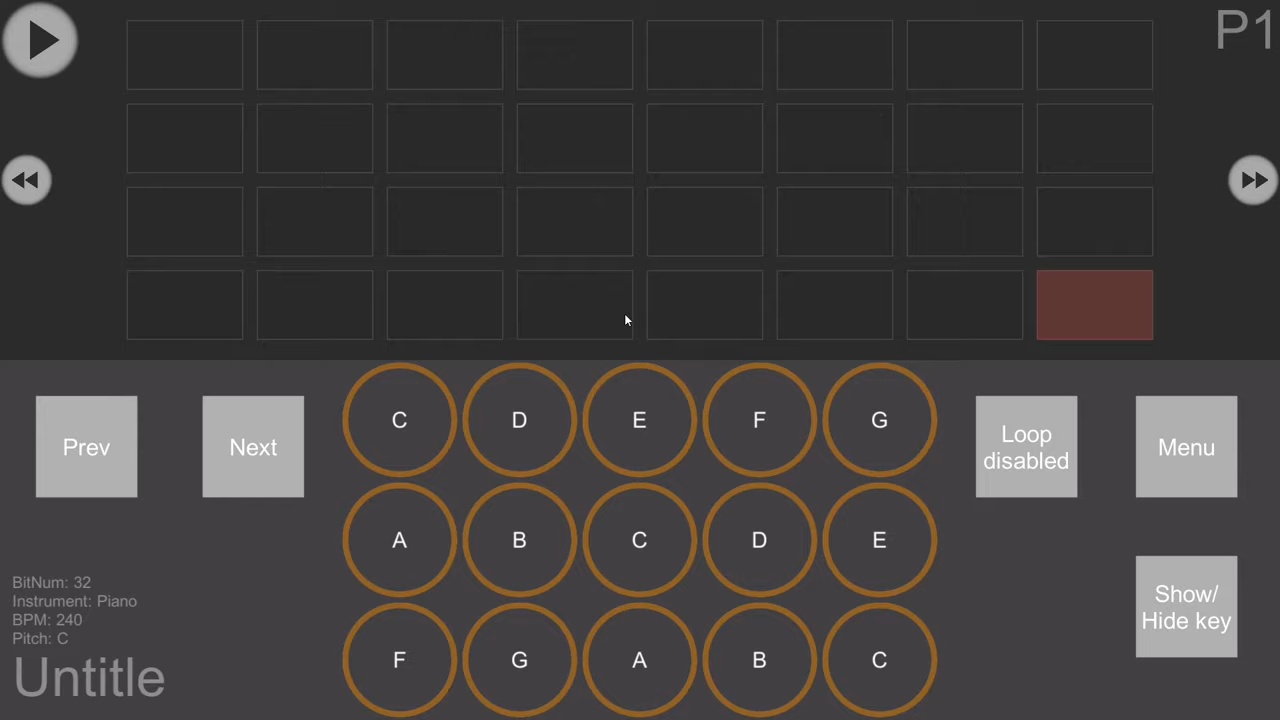 P1
Prev
Next
C
D
E
F
G
Loop
disabled
Menu
A
B
C
D
E
BitNum: 32
Instrument: Piano
BPM: 240
Pitch: C
Untitle
F
G
A
B
C
Show/
Hide key